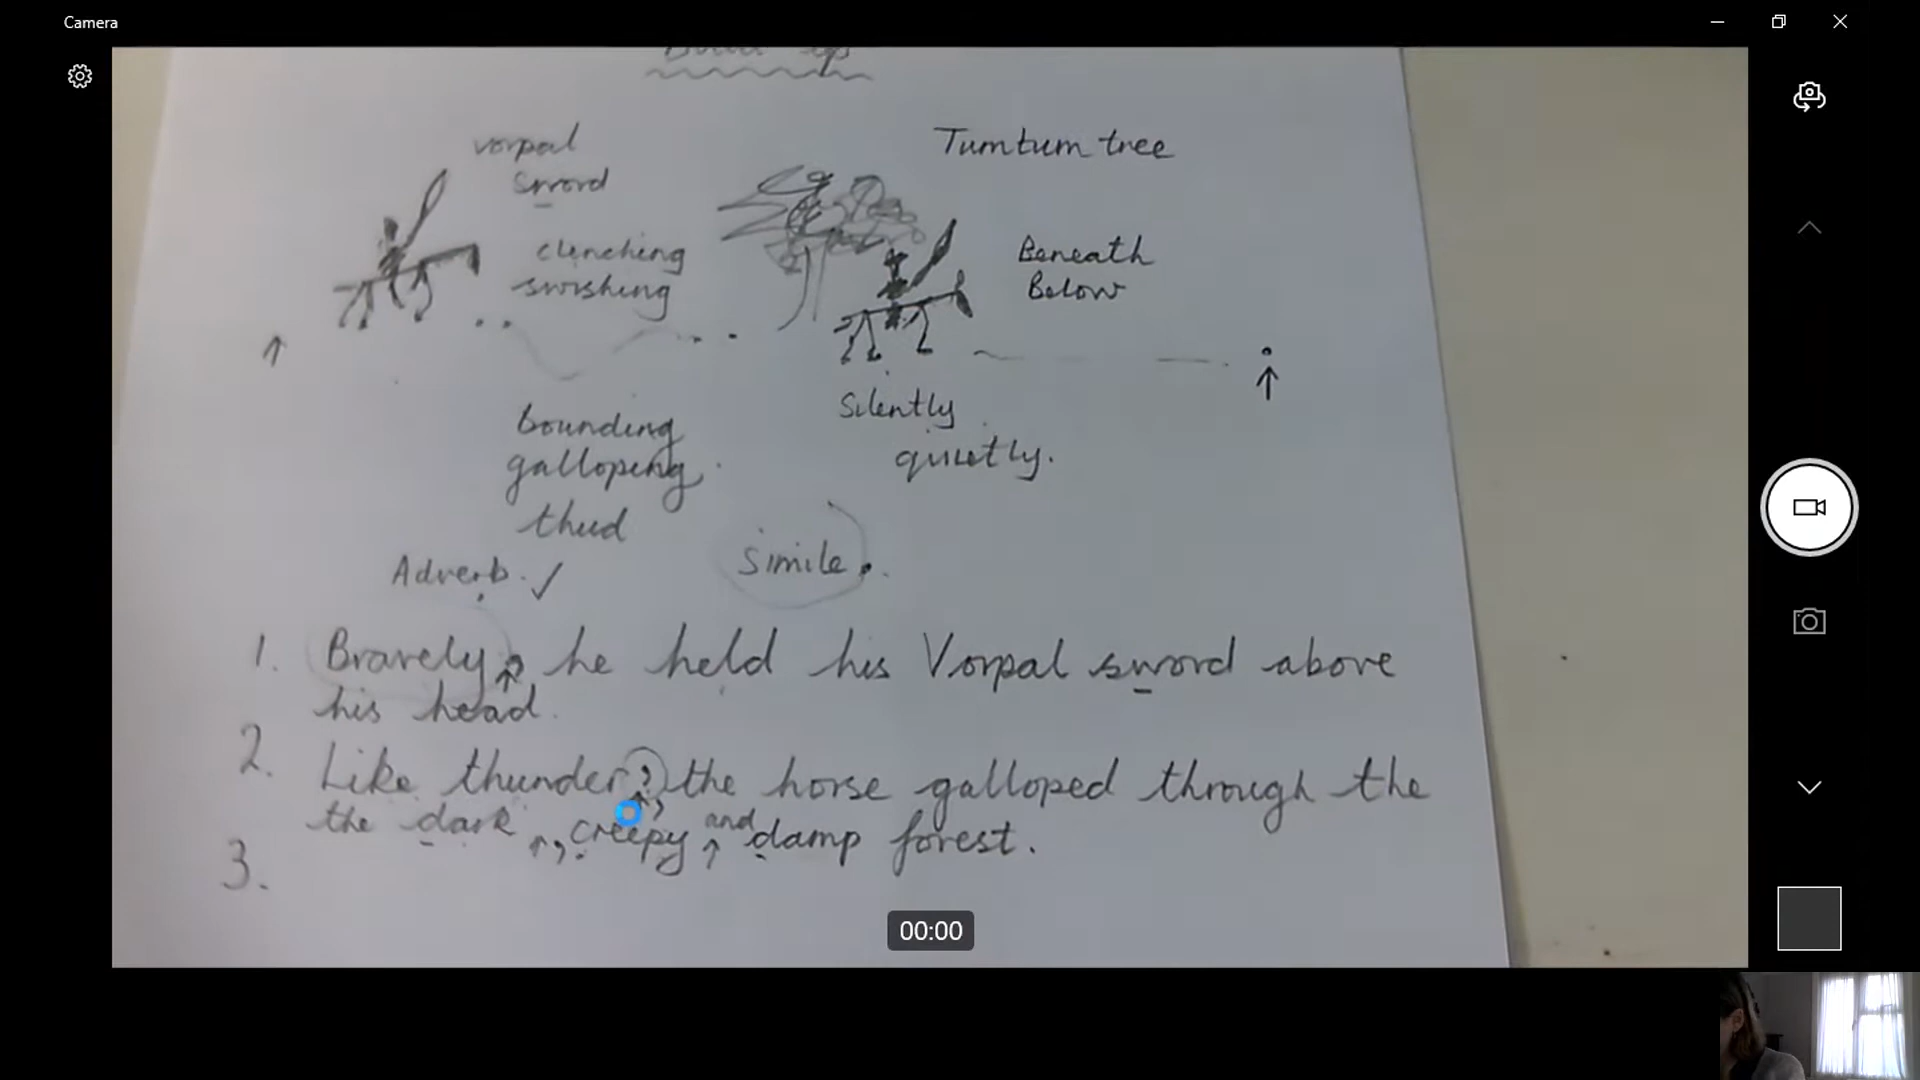 Camera
Build ups
vorpal
sword
Tumtum tree
clenching
swishing
Beneath
Below
bounding
galloping
thud
Silently
quietly.
Adverb. ✓
Simile.
1. Bravely, he held his Vorpal sword above
his head.
2. Like thunder, the horse galloped through the
the dark, creepy and damp forest.
3.
00:00